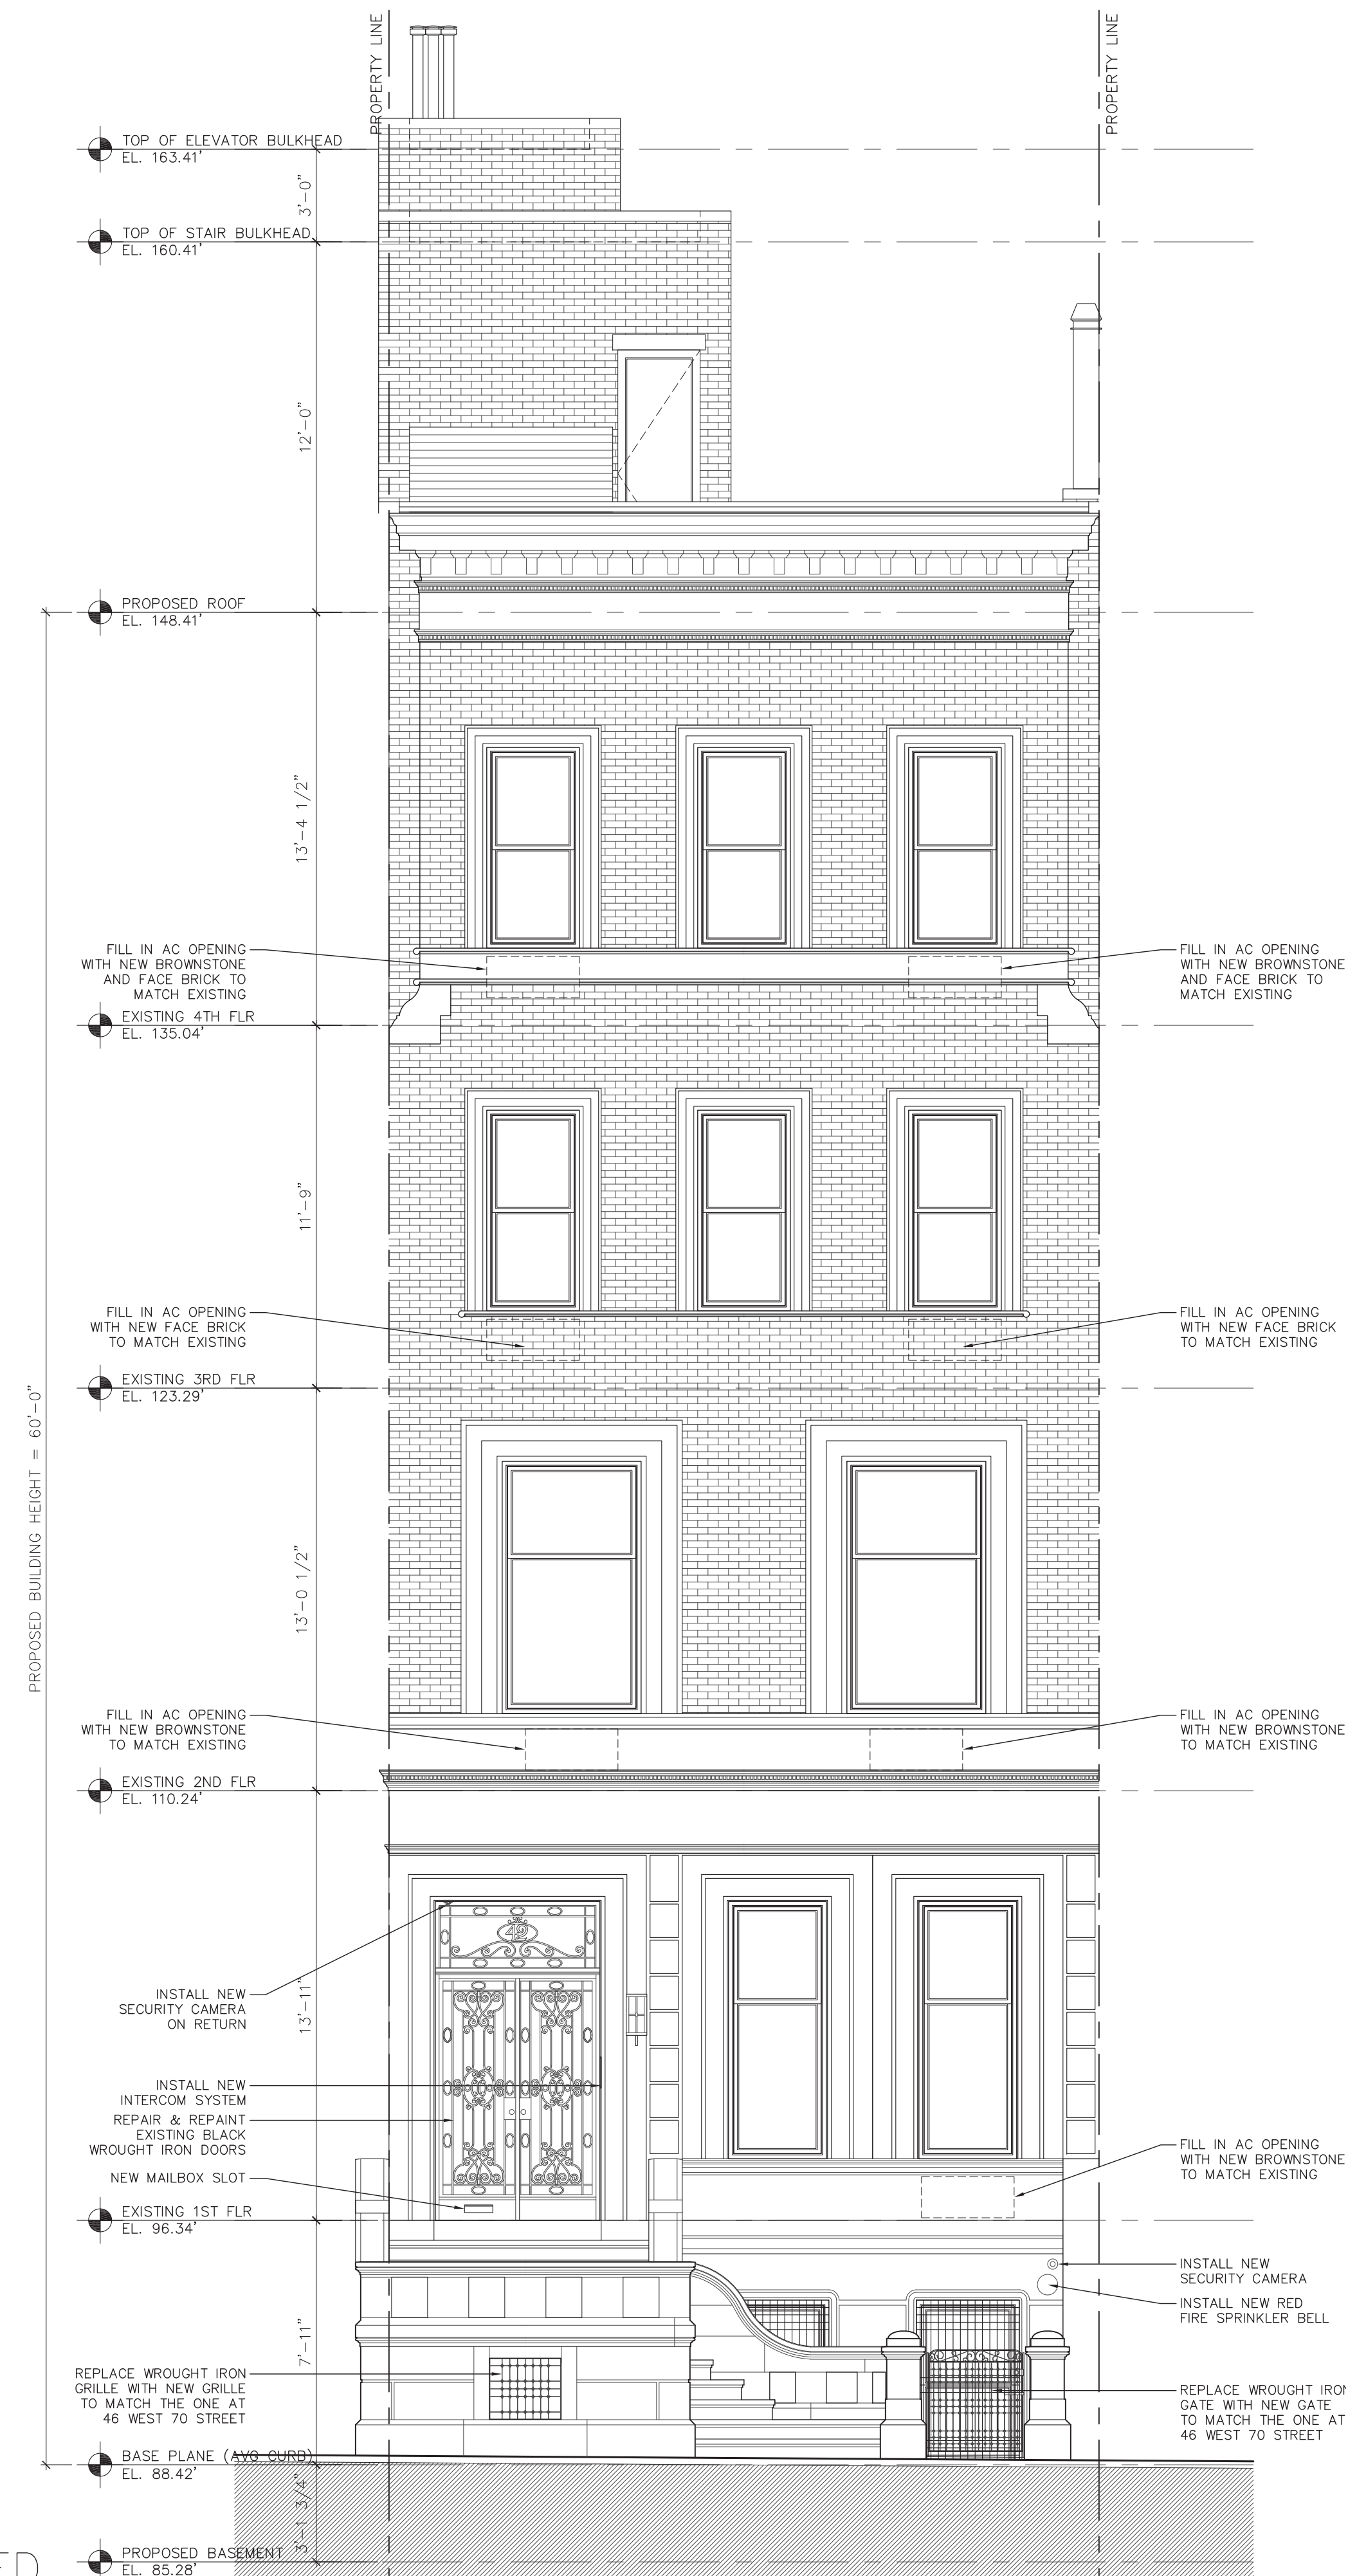 PROPERTY LINE
PROPERTY LINE
TOP OF ELEVATOR BULKHEAD
EL. 163.41'
3'-0"
TOP OF STAIR BULKHEAD
EL. 160.41'
12'-0"
PROPOSED ROOF
EL. 148.41'
13'-4 1/2"
FILL IN AC OPENING
WITH NEW BROWNSTONE
AND FACE BRICK TO
MATCH EXISTING
FILL IN AC OPENING
WITH NEW BROWNSTONE
AND FACE BRICK TO
MATCH EXISTING
EXISTING 4TH FLR
EL. 135.04'
11'-9"
FILL IN AC OPENING
WITH NEW FACE BRICK
TO MATCH EXISTING
FILL IN AC OPENING
WITH NEW FACE BRICK
TO MATCH EXISTING
EXISTING 3RD FLR
EL. 123.29'
PROPOSED BUILDING HEIGHT = 60'-0"
13'-0 1/2"
FILL IN AC OPENING
WITH NEW BROWNSTONE
TO MATCH EXISTING
FILL IN AC OPENING
WITH NEW BROWNSTONE
TO MATCH EXISTING
EXISTING 2ND FLR
EL. 110.24'
42
INSTALL NEW
SECURITY CAMERA
ON RETURN
13'-11"
INSTALL NEW
INTERCOM SYSTEM
REPAIR & REPAINT
EXISTING BLACK
WROUGHT IRON DOORS
NEW MAILBOX SLOT
FILL IN AC OPENING
WITH NEW BROWNSTONE
TO MATCH EXISTING
EXISTING 1ST FLR
EL. 96.34'
INSTALL NEW
SECURITY CAMERA
INSTALL NEW RED
FIRE SPRINKLER BELL
7'-11"
REPLACE WROUGHT IRON
GRILLE WITH NEW GRILLE
TO MATCH THE ONE AT
46 WEST 70 STREET
REPLACE WROUGHT IRON
GATE WITH NEW GATE
TO MATCH THE ONE AT
46 WEST 70 STREET
BASE PLANE (AVG CURB)
EL. 88.42'
3'-1 3/4"
PROPOSED BASEMENT
EL. 85.28'